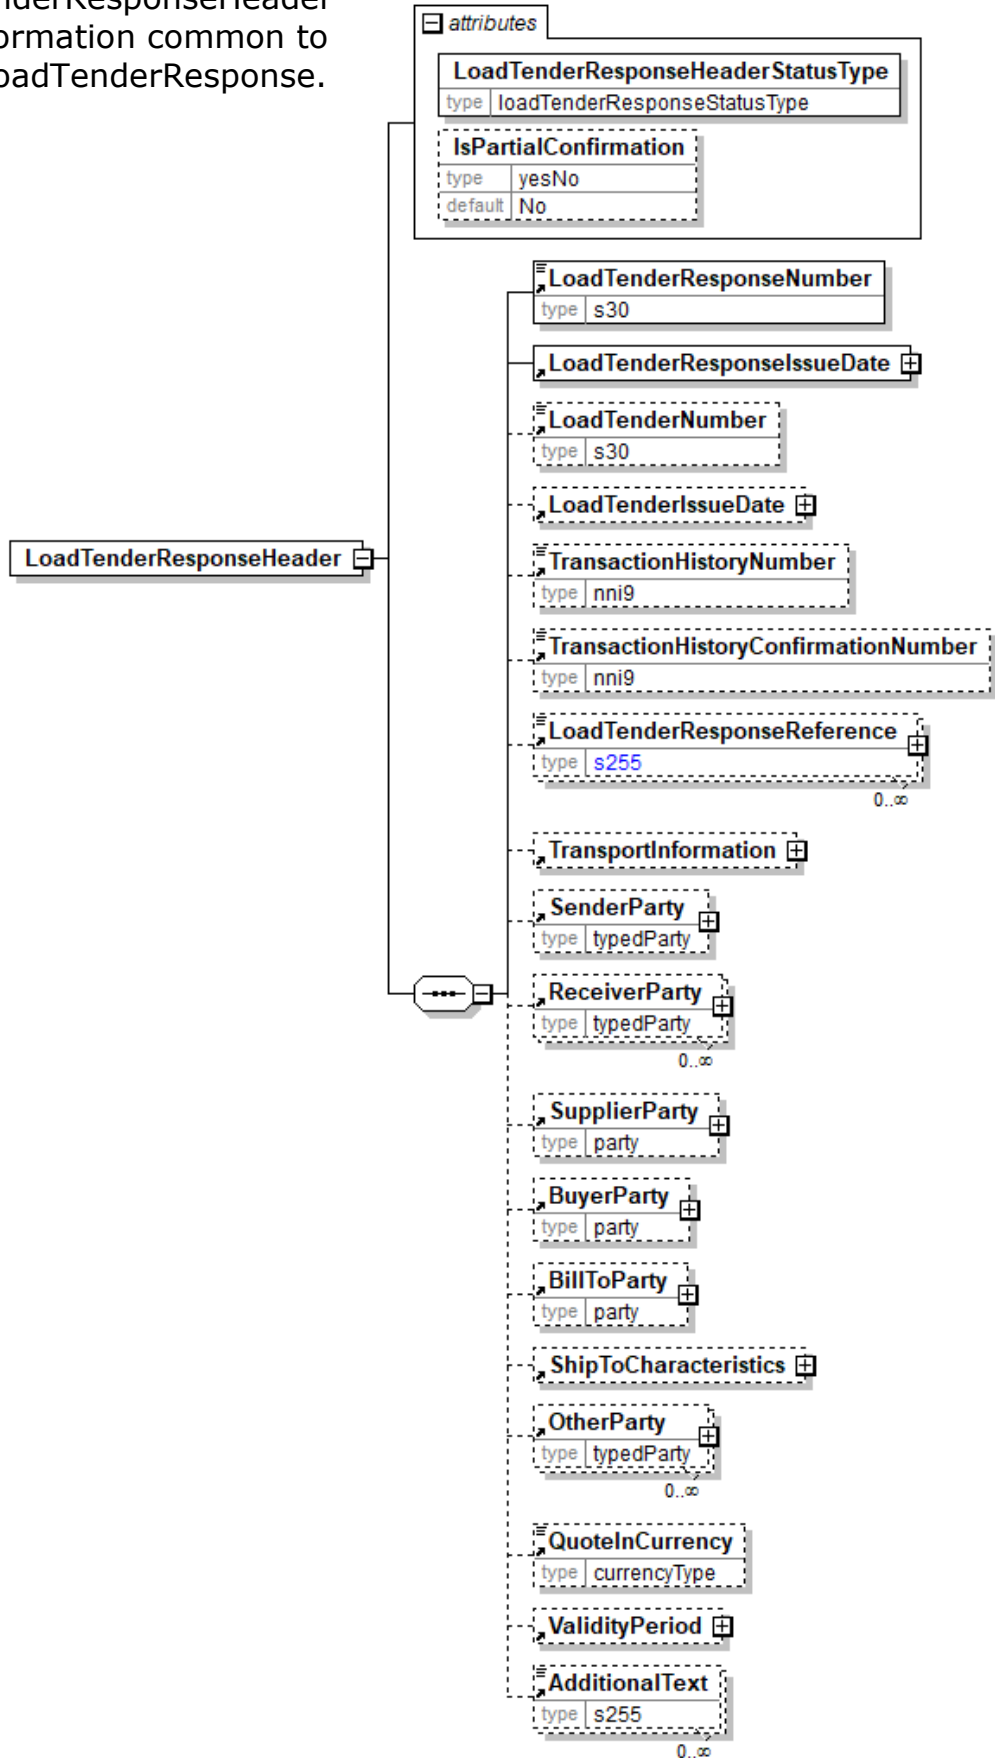 nderResponseHeader
ormation common to
oadTenderResponse.
attributes
LoadTenderResponseHeaderStatusType
type loadTenderResponseStatusType
IsPartialConfirmation
type yesNo
default No
LoadTenderResponseNumber
type s30
LoadTenderResponseIssueDate
LoadTenderNumber
type s30
LoadTenderIssueDate
LoadTenderResponseHeader
TransactionHistoryNumber
type nni9
TransactionHistoryConfirmationNumber
type nni9
LoadTenderResponseReference
type s255
0..∞
TransportInformation
SenderParty
type typedParty
ReceiverParty
type typedParty
0..∞
SupplierParty
type party
BuyerParty
type party
BillToParty
type party
ShipToCharacteristics
OtherParty
type typedParty
0..∞
QuoteInCurrency
type currencyType
ValidityPeriod
AdditionalText
type s255
0..∞